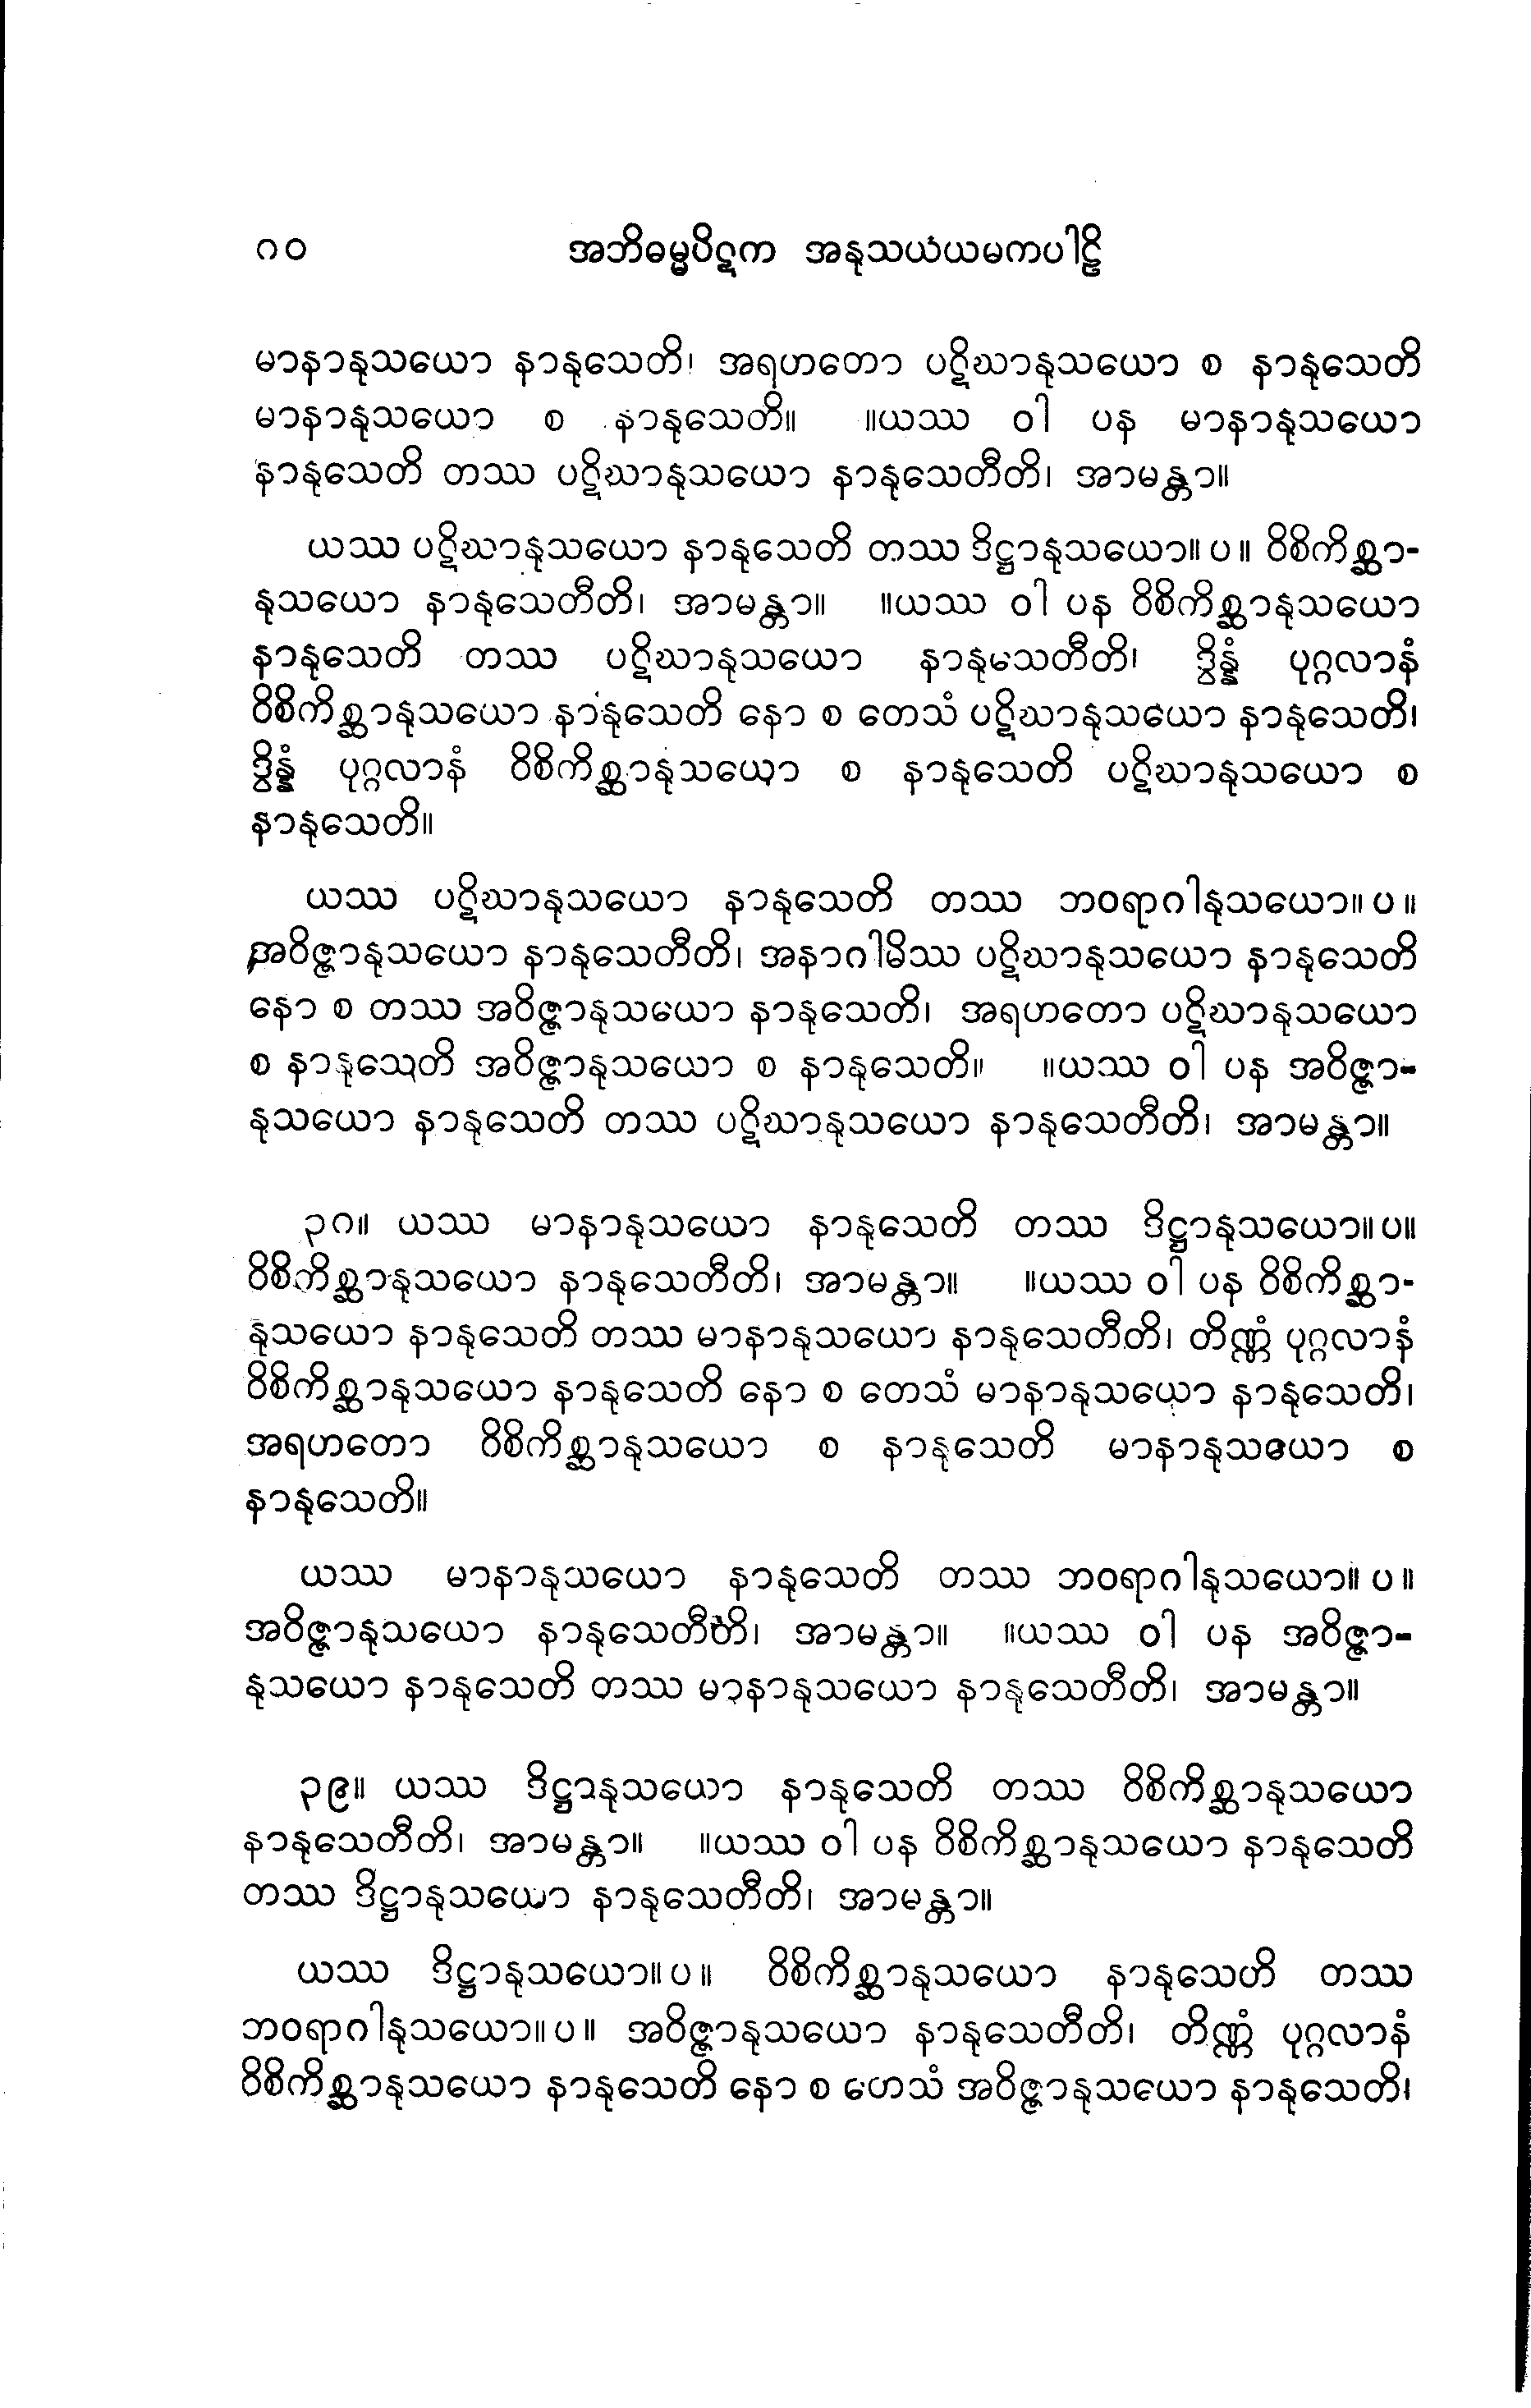 ၈၀ အဘိဓမ္မပိဋက အနုသယယမကပါဠိ
မာနာနုသယော နာနုသေတိ၊ အရဟတော ပဋိဃာနုသယော စ နာနုသေတိ
မာနာနုသယော စ နာနုသေတိ။ ။ယဿ ဝါ ပန မာနာနုသယော
နာနုသေတိ တဿ ပဋိဃာနုသယော နာနုသေတီတိ၊ အာမန္တာ။
ယဿ ပဋိဃာနုသယော နာနုသေတိ တဿ ဒိဋ္ဌာနုသယော။ပ။ ဝိစိကိစ္ဆာ-
နုသယော နာနုသေတီတိ၊ အာမန္တာ။ ။ယဿ ဝါ ပန ဝိစိကိစ္ဆာနုသယော
နာနုသေတိ တဿ ပဋိဃာနုသယော နာနုသေတီတိ၊ ဒွိန္နံ ပုဂ္ဂလာနံ
ဝိစိကိစ္ဆာနုသယော နာနုသေတိ နော စ တေသံ ပဋိဃာနုသယော နာနုသေတိ၊
ဒွိန္နံ ပုဂ္ဂလာနံ ဝိစိကိစ္ဆာနုသယော စ နာနုသေတိ ပဋိဃာနုသယော စ
နာနုသေတိ။
ယဿ ပဋိဃာနုသယော နာနုသေတိ တဿ ဘဝရာဂါနုသယော။ပ။
အဝိဇ္ဇာနုသယော နာနုသေတီတိ၊ အနာဂါမိဿ ပဋိဃာနုသယော နာနုသေတိ
နော စ တဿ အဝိဇ္ဇာနုသယော နာနုသေတိ၊ အရဟတော ပဋိဃာနုသယော
စ နာနုသေတိ အဝိဇ္ဇာနုသယော စ နာနုသေတိ။ ။ယဿ ဝါ ပန အဝိဇ္ဇာ-
နုသယော နာနုသေတိ တဿ ပဋိဃာနုသယော နာနုသေတီတိ၊ အာမန္တာ။
၃၈။ ယဿ မာနာနုသယော နာနုသေတိ တဿ ဒိဋ္ဌာနုသယော။ပ။
ဝိစိကိစ္ဆာနုသယော နာနုသေတီတိ၊ အာမန္တာ။ ။ယဿ ဝါ ပန ဝိစိကိစ္ဆာ-
နုသယော နာနုသေတိ တဿ မာနာနုသယော နာနုသေတီတိ၊ တိဏ္ဏံ ပုဂ္ဂလာနံ
ဝိစိကိစ္ဆာနုသယော နာနုသေတိ နော စ တေသံ မာနာနုသယော နာနုသေတိ၊
အရဟတော ဝိစိကိစ္ဆာနုသယော စ နာနုသေတိ မာနာနုသယော စ
နာနုသေတိ။
ယဿ မာနာနုသယော နာနုသေတိ တဿ ဘဝရာဂါနုသယော။ပ။
အဝိဇ္ဇာနုသယော နာနုသေတီတိ၊ အာမန္တာ။ ။ယဿ ဝါ ပန အဝိဇ္ဇာ-
နုသယော နာနုသေတိ တဿ မာနာနုသယော နာနုသေတီတိ၊ အာမန္တာ။
၃၉။ ယဿ ဒိဋ္ဌာနုသယော နာနုသေတိ တဿ ဝိစိကိစ္ဆာနုသယော
နာနုသေတီတိ၊ အာမန္တာ။ ။ယဿ ဝါ ပန ဝိစိကိစ္ဆာနုသယော နာနုသေတိ
တဿ ဒိဋ္ဌာနုသယော နာနုသေတီတိ၊ အာမန္တာ။
ယဿ ဒိဋ္ဌာနုသယော။ပ။ ဝိစိကိစ္ဆာနုသယော နာနုသေတိ တဿ
ဘဝရာဂါနုသယော။ပ။ အဝိဇ္ဇာနုသယော နာနုသေတီတိ၊ တိဏ္ဏံ ပုဂ္ဂလာနံ
ဝိစိကိစ္ဆာနုသယော နာနုသေတိ နော စ တေသံ အဝိဇ္ဇာနုသယော နာနုသေတိ၊